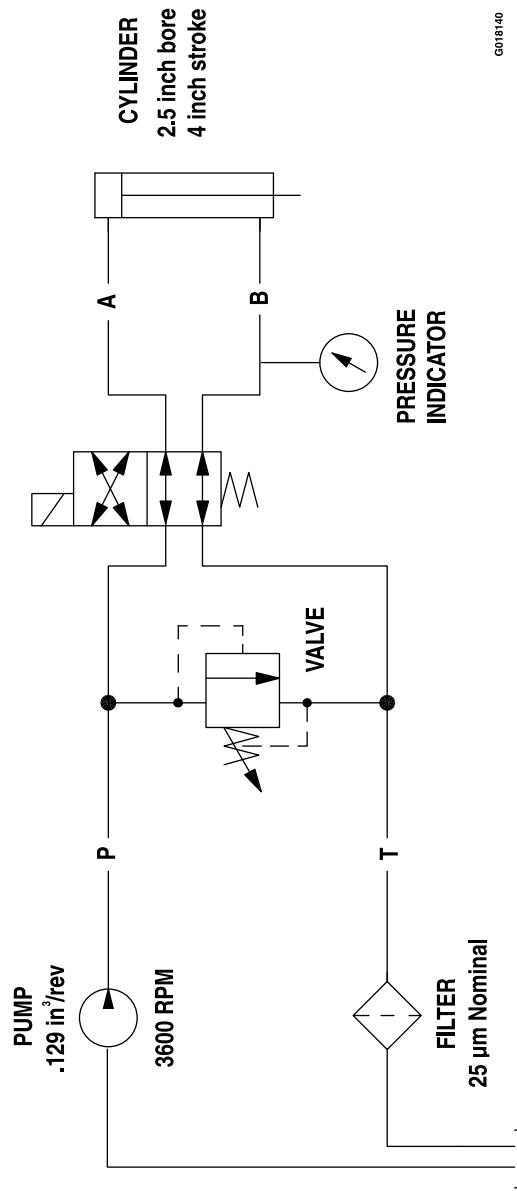 PUMP
.129 in³/rev
3600 RPM
P
A
CYLINDER
2.5 inch bore
4 inch stroke
VALVE
B
PRESSURE
INDICATOR
T
FILTER
25 µm Nominal
G018140